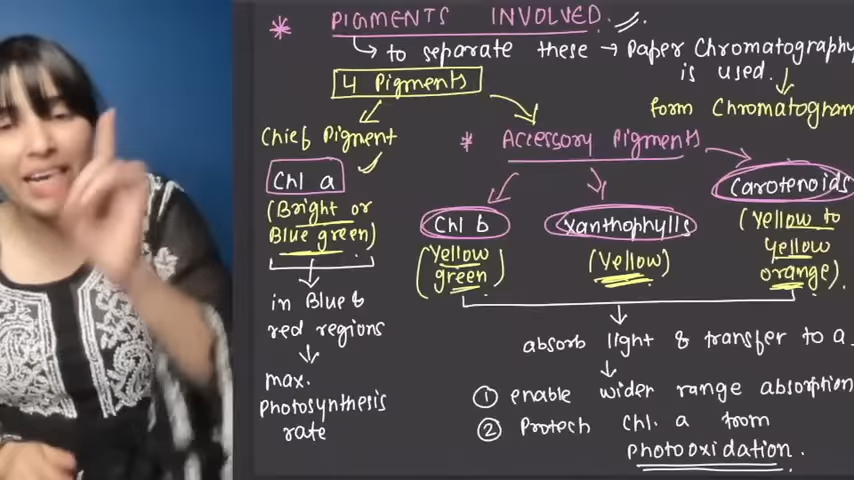 * PIGMENTS INVOLVED.
↳ to separate these → Paper Chromatography
is used.
form Chromatogram
4 Pigments
Chief Pigment
Chl a
(Bright or
Blue green)
in Blue &
red regions
max.
Photosynthesis
rate
* Accessory Pigments
Chl b
(Yellow
green)
Xanthophylls
(Yellow)
Carotenoids
(Yellow to
yellow
orange).
absorb light & transfer to a.
① enable wider range absorption
② Protech Chl. a from
photooxidation.